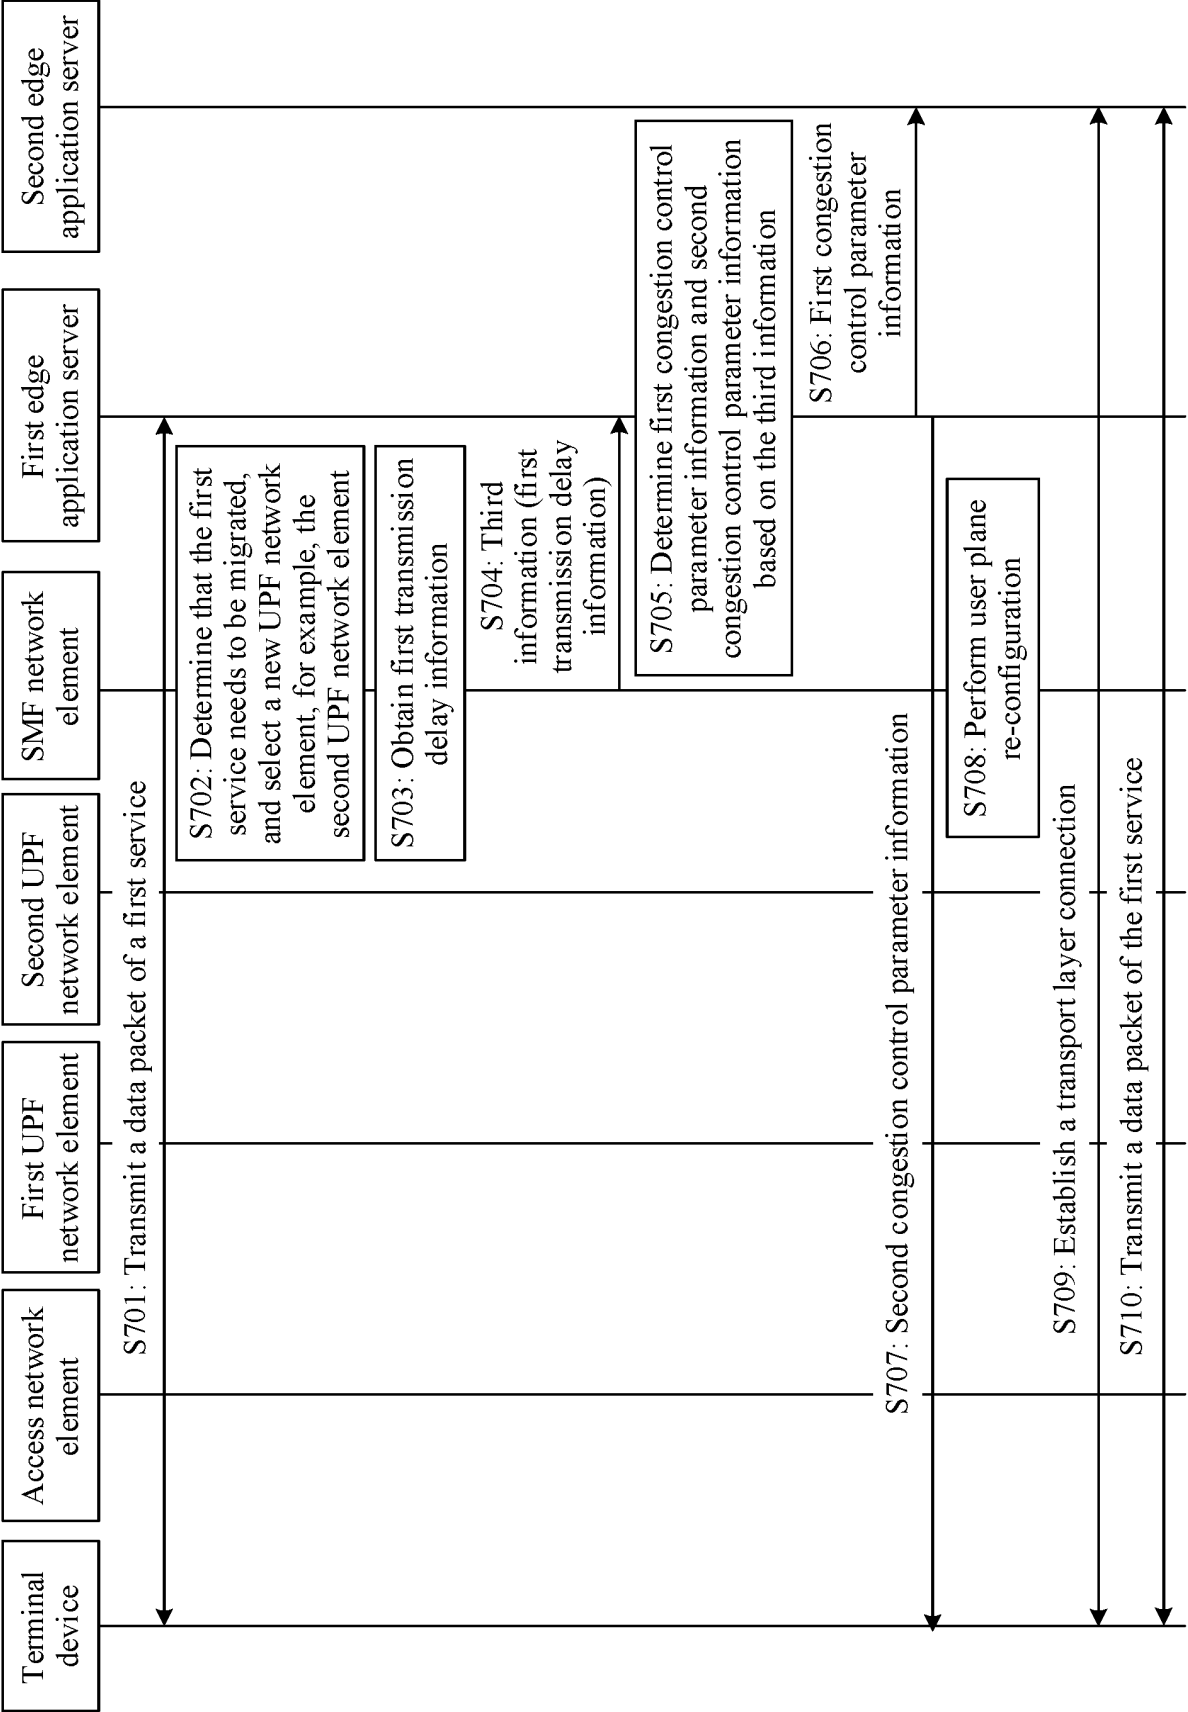 Terminal
device
Access network
element
First UPF
network element
Second UPF
network element
SMF network
element
First edge
application server
Second edge
application server
S701: Transmit a data packet of a first service
S702: Determine that the first
service needs to be migrated,
and select a new UPF network
element, for example, the
second UPF network element
S703: Obtain first transmission
delay information
S704: Third
information (first
transmission delay
information)
S705: Determine first congestion control
parameter information and second
congestion control parameter information
based on the third information
S706: First congestion
control parameter
information
S707: Second congestion control parameter information
S708: Perform user plane
re-configuration
S709: Establish a transport layer connection
S710: Transmit a data packet of the first service